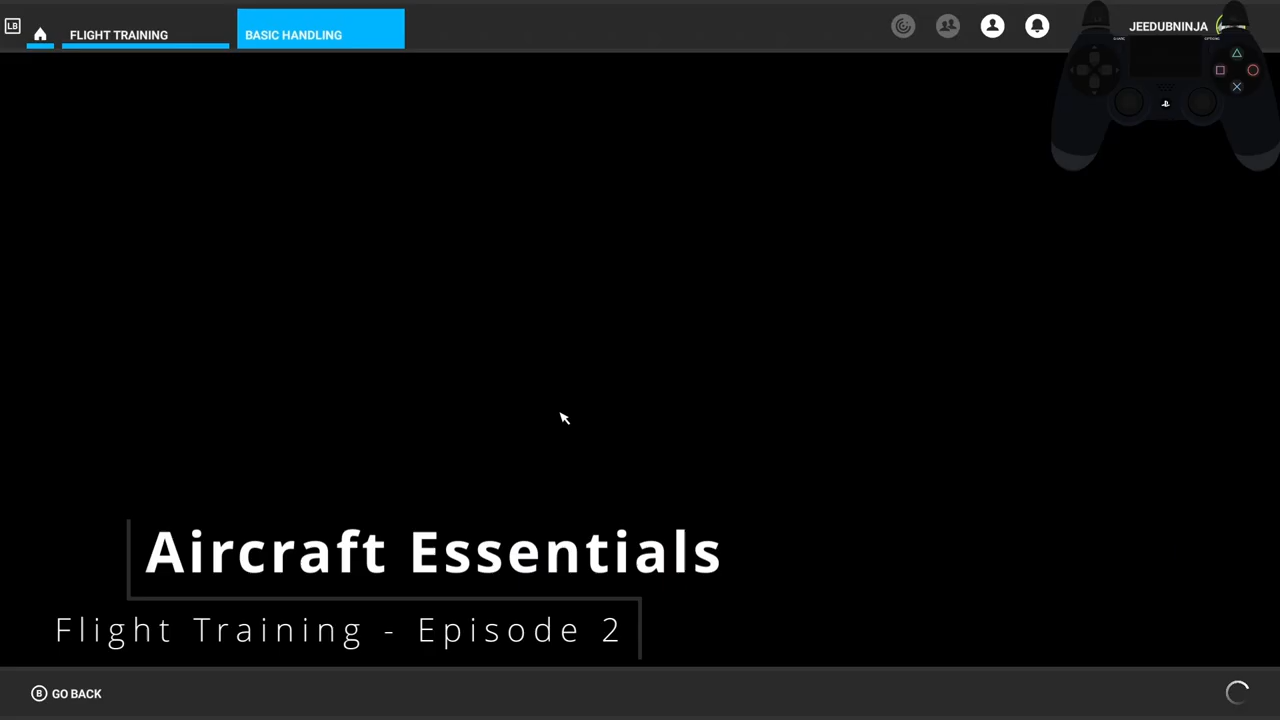 LB
FLIGHT TRAINING
BASIC HANDLING
JEEDUBNINJA
Aircraft Essentials
Flight Training - Episode 2
B GO BACK